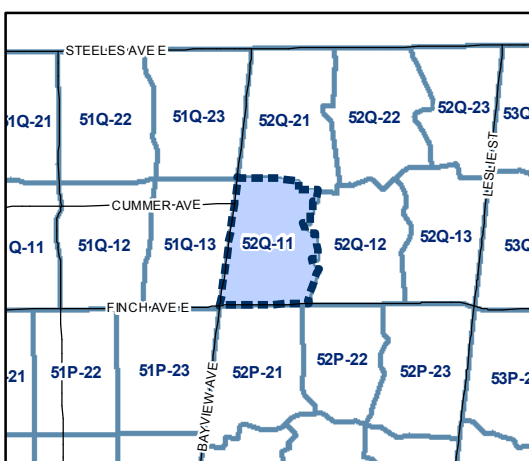 STEELES AVE E
1Q-21 51Q-22 51Q-23 52Q-21 52Q-22 52Q-23 53Q
LESLIE ST
CUMMER AVE
Q-11 51Q-12 51Q-13 52Q-11 52Q-12 52Q-13 53Q
FINCH AVE E
-21 51P-22 51P-23 52P-21 52P-22 52P-23 53P-2
BAYVIEW AVE